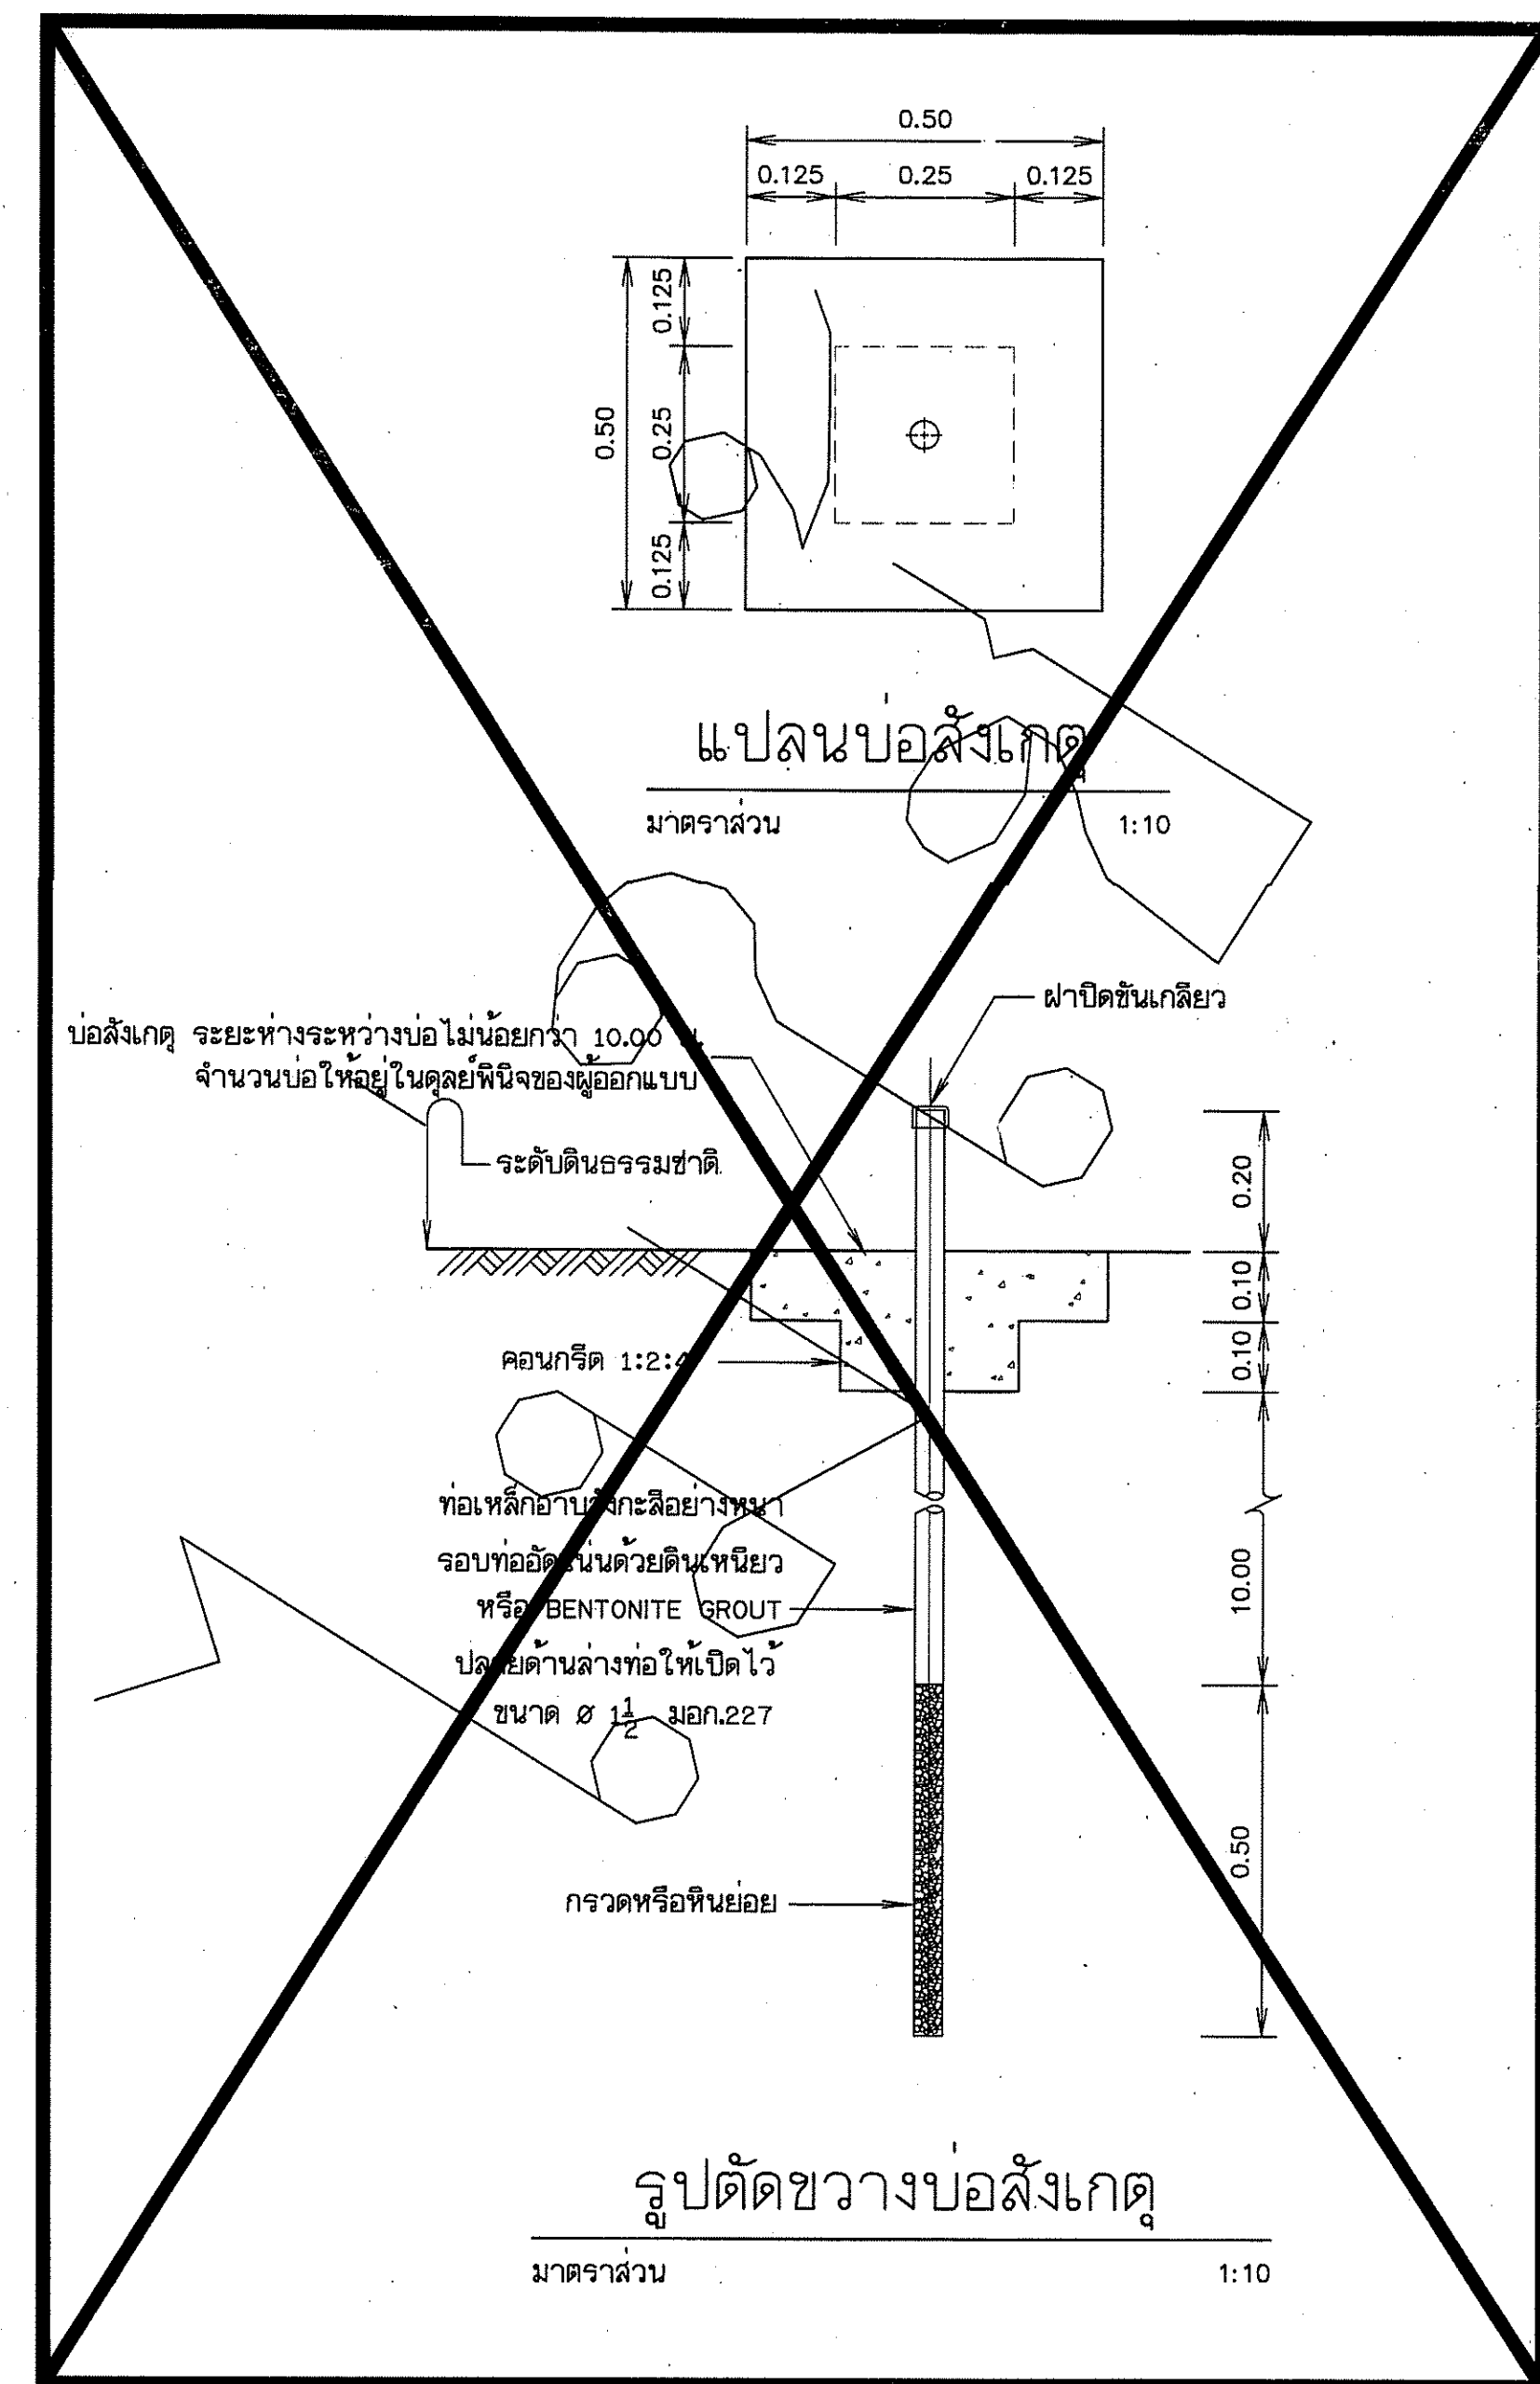 0.50
0.125 0.25 0.125
0.125
0.25
0.50
0.125
แปลนบ่อสังเกตุ
มาตราส่วน 1:10
ฝาปิดขันเกลียว
บ่อสังเกตุ ระยะห่างระหว่างบ่อไม่น้อยกว่า 10.00 ม.
จำนวนบ่อให้อยู่ในดุลย์พินิจของผู้ออกแบบ
ระดับดินธรรมชาติ
0.20
0.10
0.10
คอนกรีต 1:2:4
ท่อเหล็กอาบสังกะสีอย่างหนา
รอบท่ออัดแน่นด้วยดินเหนียว
หรือ BENTONITE GROUT
ปลายด้านล่างท่อให้เปิดไว้
ขนาด Ø 1½ มอก.227
10.00
0.50
กรวดหรือหินย่อย
รูปตัดขวางบ่อสังเกตุ
มาตราส่วน 1:10